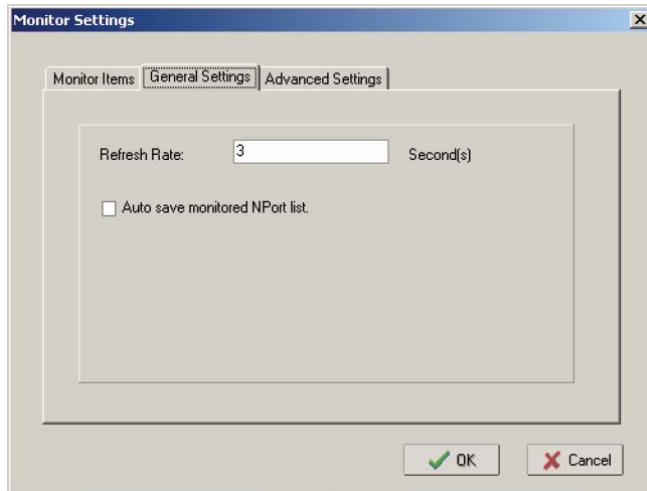 Monitor Settings
Monitor Items General Settings Advanced Settings
Refresh Rate: 3 Second(s)
Auto save monitored NPort list.
OK Cancel